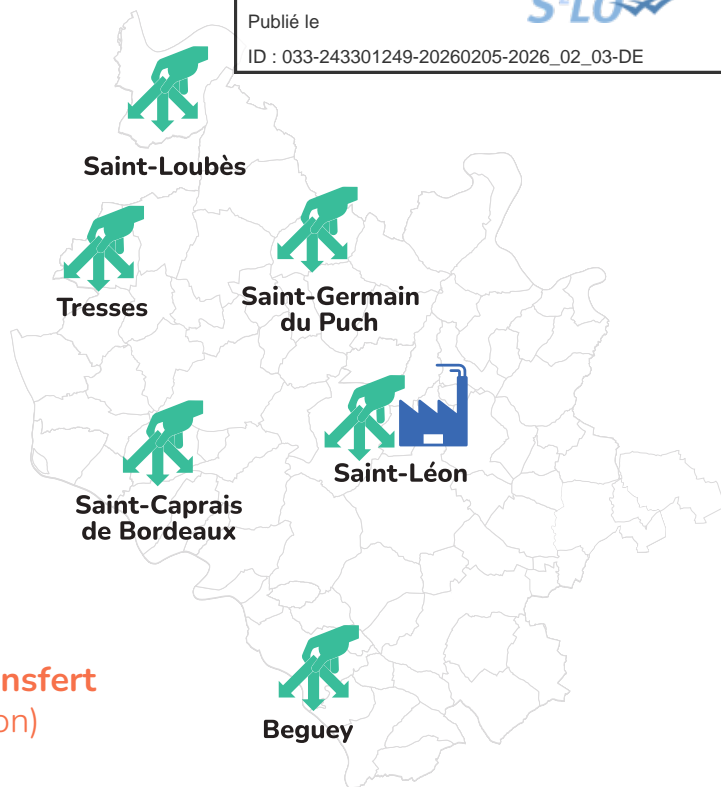 Publié le
S²LO
ID : 033-243301249-20260205-2026_02_03-DE
Saint-Loubès
Tresses
Saint-Germain
du Puch
Saint-Léon
Saint-Caprais
de Bordeaux
nsfert
on)
Beguey